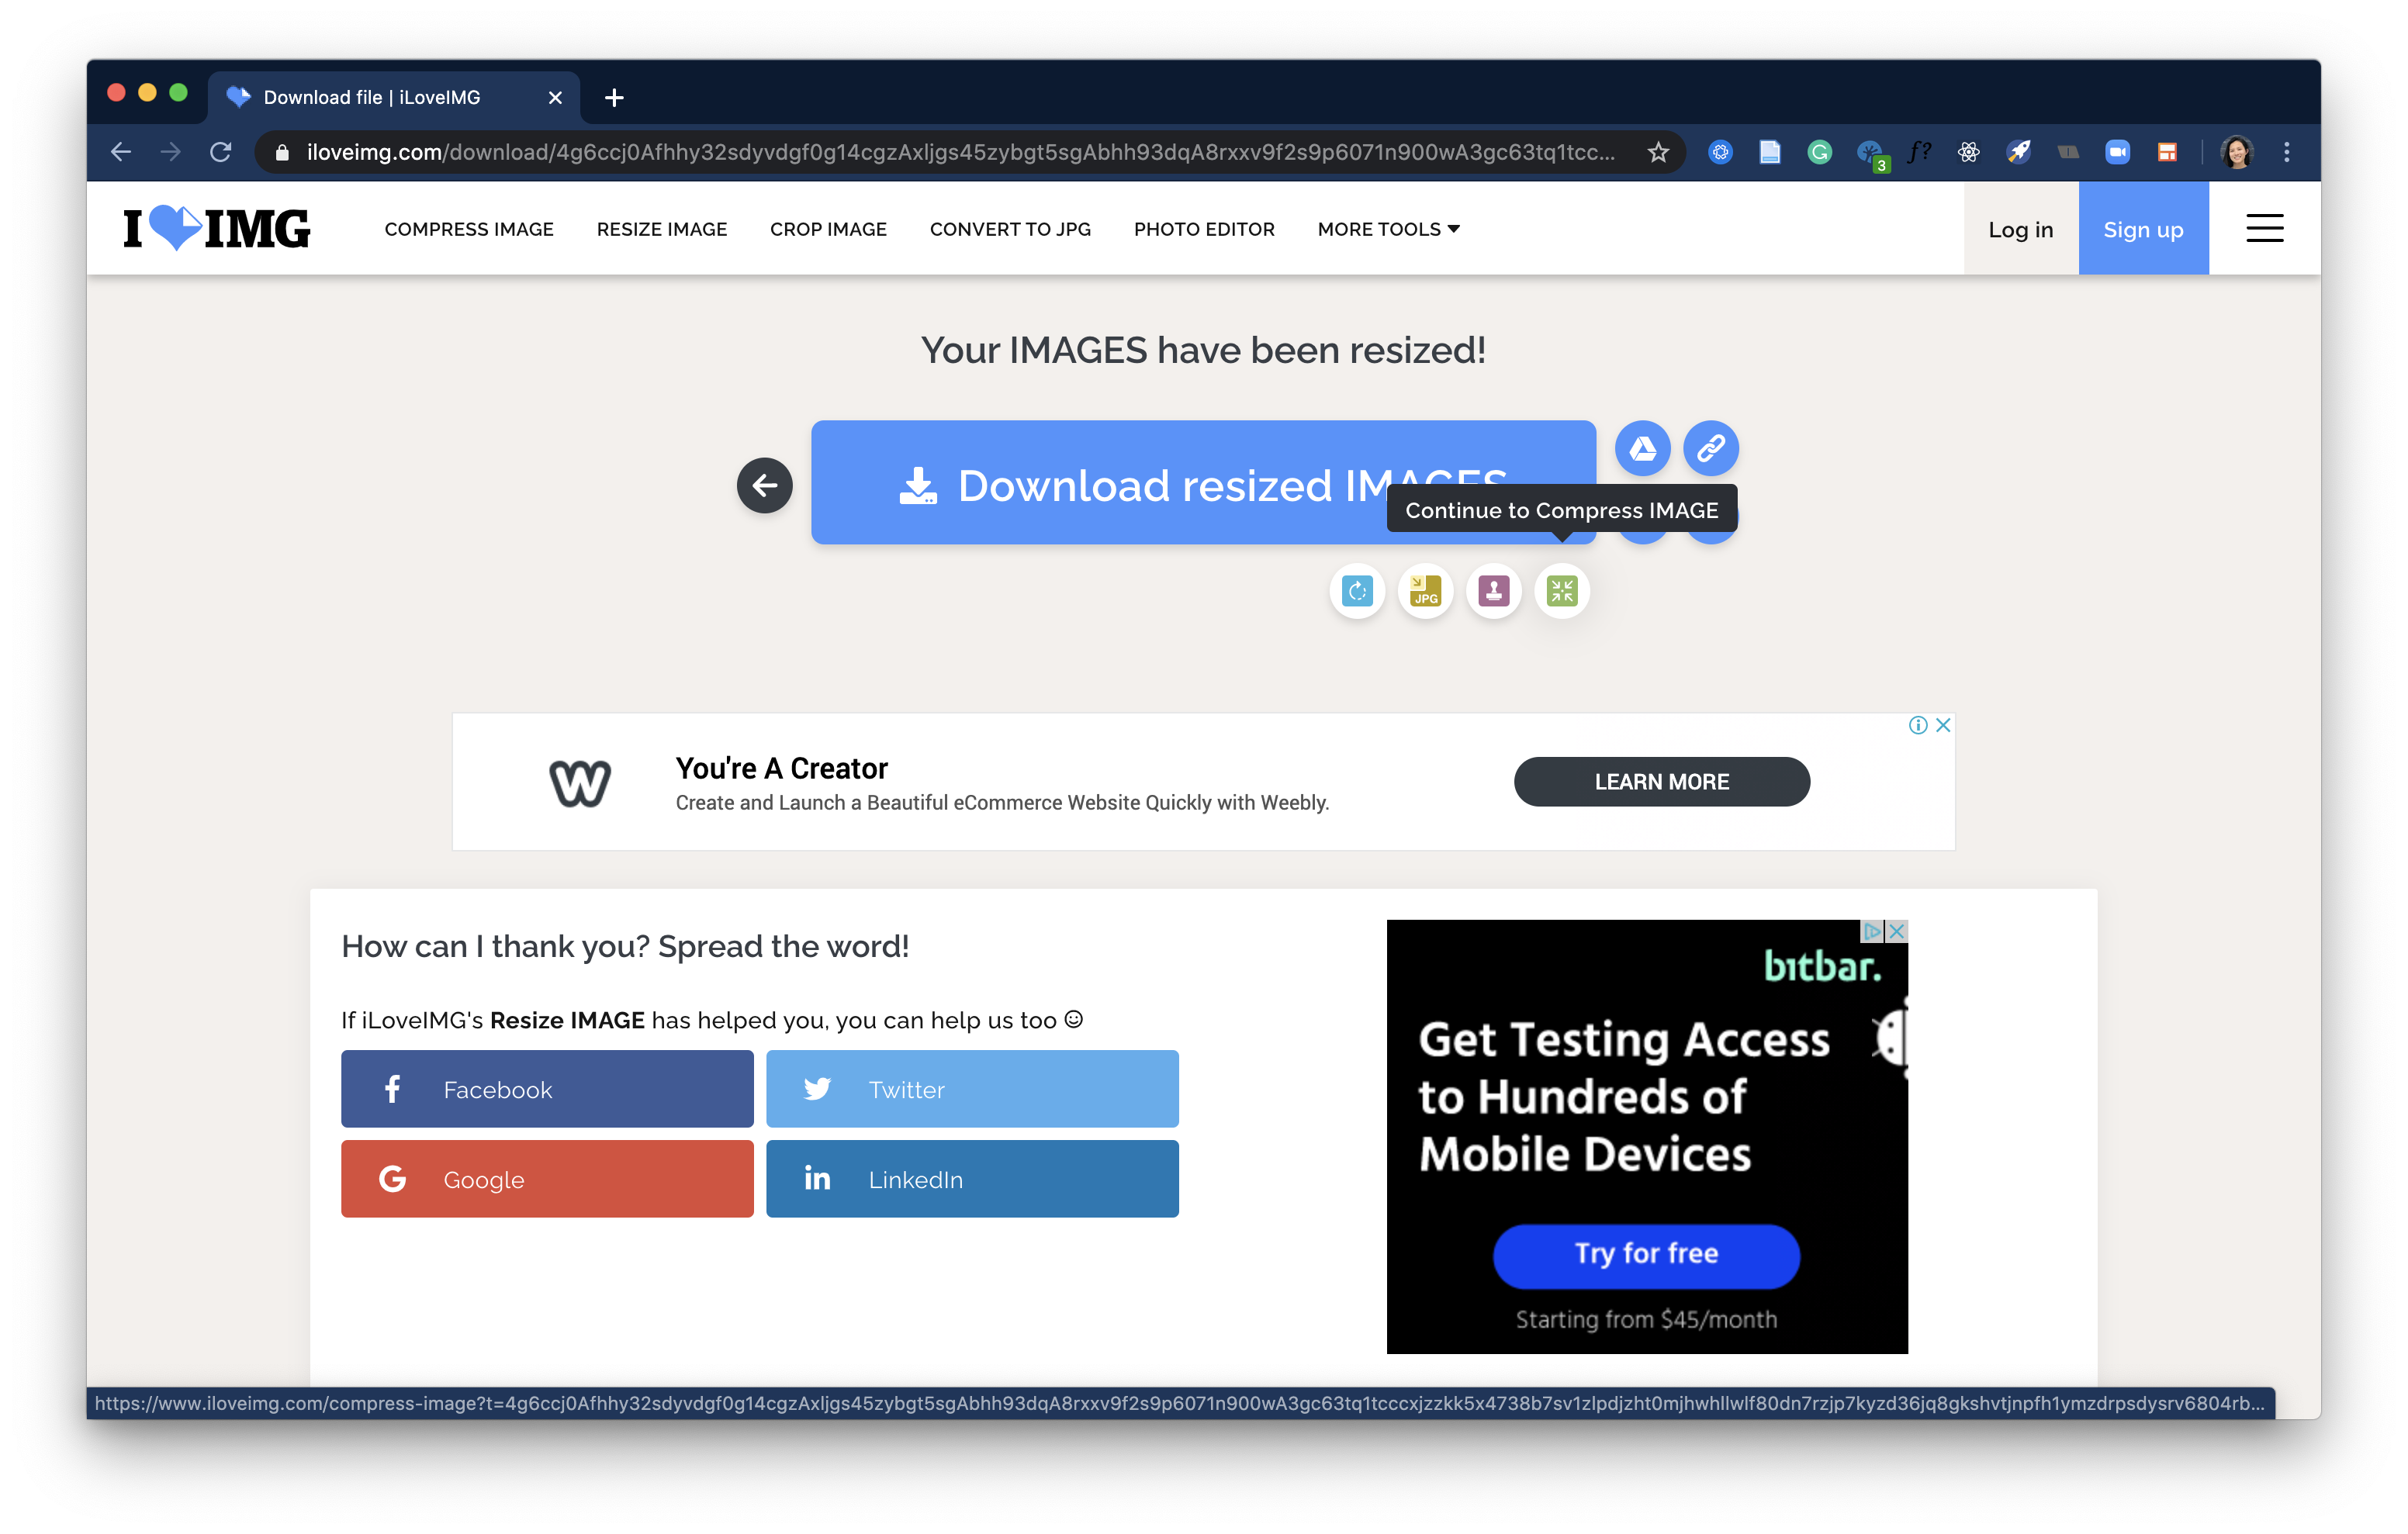 Download file | iLoveIMG
iloveimg.com/download/4g6ccj0Afhhy32sdyvdgf0g14cgzAxljgs45zybgt5sgAbhh93dqA8rxxv9f2s9p6071n900wA3gc63tq1tcc...
3
f?
I IMG
COMPRESS IMAGE
RESIZE IMAGE
CROP IMAGE
CONVERT TO JPG
PHOTO EDITOR
MORE TOOLS
Log in
Sign up
Your IMAGES have been resized!
Download resized IMAGES
Continue to Compress IMAGE
JPG
You're A Creator
Create and Launch a Beautiful eCommerce Website Quickly with Weebly.
LEARN MORE
How can I thank you? Spread the word!
If iLoveIMG's Resize IMAGE has helped you, you can help us too
Facebook
Twitter
Google
LinkedIn
bitbar.
Get Testing Access
to Hundreds of
Mobile Devices
Try for free
Starting from $45/month
https://www.iloveimg.com/compress-image?t=4g6ccj0Afhhy32sdyvdgf0g14cgzAxljgs45zybgt5sgAbhh93dqA8rxxv9f2s9p6071n900wA3gc63tq1tcccxjzzkk5x4738b7sv1zlpdjzht0mjhwhllwlf80dn7rzjp7kyzd36jq8gkshvtjnpfh1ymzdrpsdysrv6804rb...